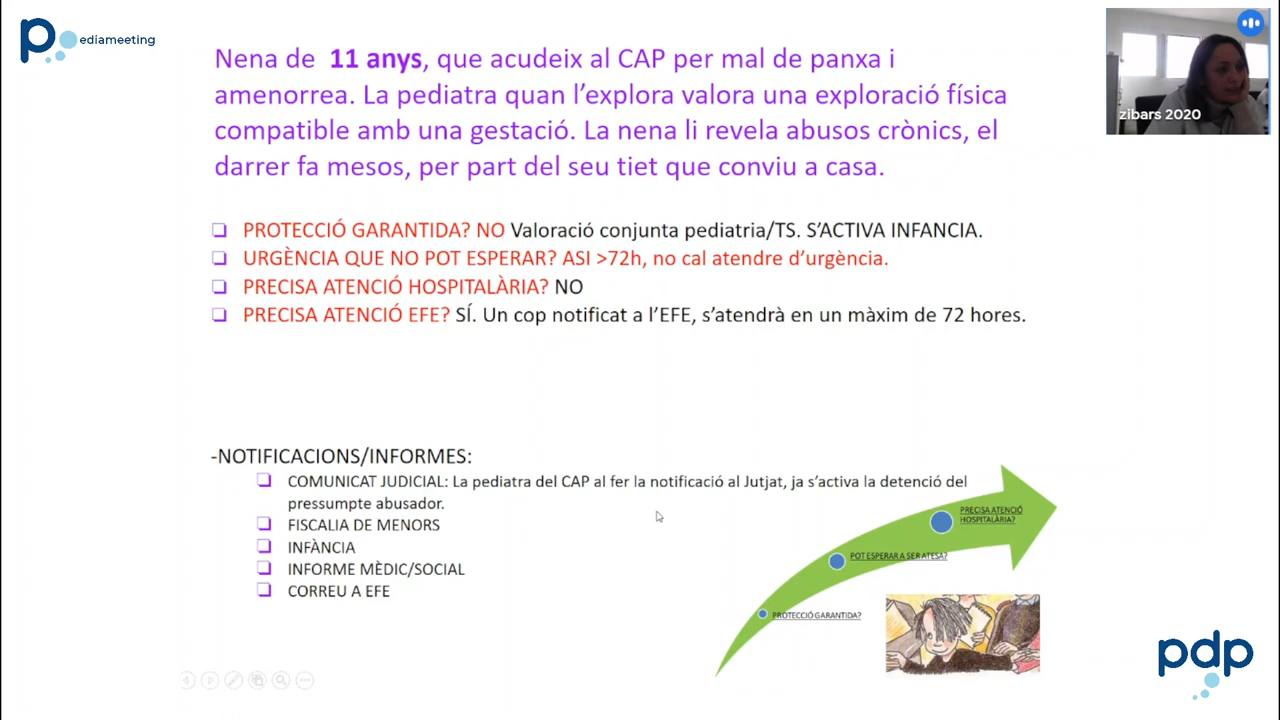 pediameeting
zibars 2020
Nena de 11 anys, que acudeix al CAP per mal de panxa i
amenorrea. La pediatra quan l'explora valora una exploració física
compatible amb una gestació. La nena li revela abusos crònics, el
darrer fa mesos, per part del seu tiet que conviu a casa.
❑ PROTECCIÓ GARANTIDA? NO Valoració conjunta pediatria/TS. S'ACTIVA INFANCIA.
❑ URGÈNCIA QUE NO POT ESPERAR? ASI >72h, no cal atendre d'urgència.
❑ PRECISA ATENCIÓ HOSPITALÀRIA? NO
❑ PRECISA ATENCIÓ EFE? SÍ. Un cop notificat a l'EFE, s'atendrà en un màxim de 72 hores.
-NOTIFICACIONS/INFORMES:
❑ COMUNICAT JUDICIAL: La pediatra del CAP al fer la notificació al Jutjat, ja s'activa la detenció del
pressumpte abusador.
❑ FISCALIA DE MENORS
❑ INFÀNCIA
❑ INFORME MÈDIC/SOCIAL
❑ CORREU A EFE
PRECISA ATENCIÓ
HOSPITALÀRIA?
POT ESPERAR A SER ATESA?
PROTECCIÓ GARANTIDA?
pdp